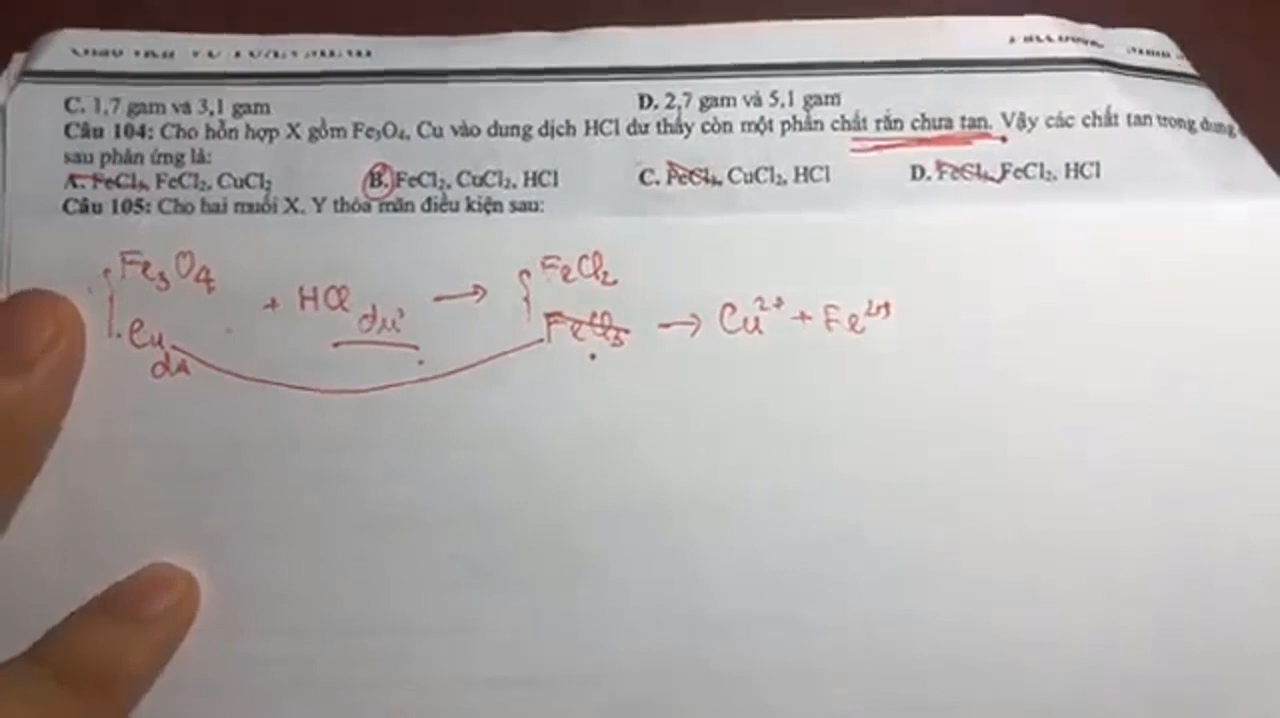 C. 1,7 gam và 3,1 gam D. 2,7 gam và 5,1 gam
Câu 104: Cho hỗn hợp X gồm Fe₃O₄, Cu vào dung dịch HCl dư thấy còn một phần chất rắn chưa tan. Vậy các chất tan trong dung
sau phản ứng là:
A. FeCl₃, FeCl₂, CuCl₂ B. FeCl₂, CuCl₂, HCl C. FeCl₃, CuCl₂, HCl D. FeCl₃, FeCl₂, HCl
Câu 105: Cho hai muối X, Y thỏa mãn điều kiện sau:
Fe₃O₄ + HCl dư → FeCl₂
Cu dư FeCl₃ → Cu²⁺ + Fe²⁺